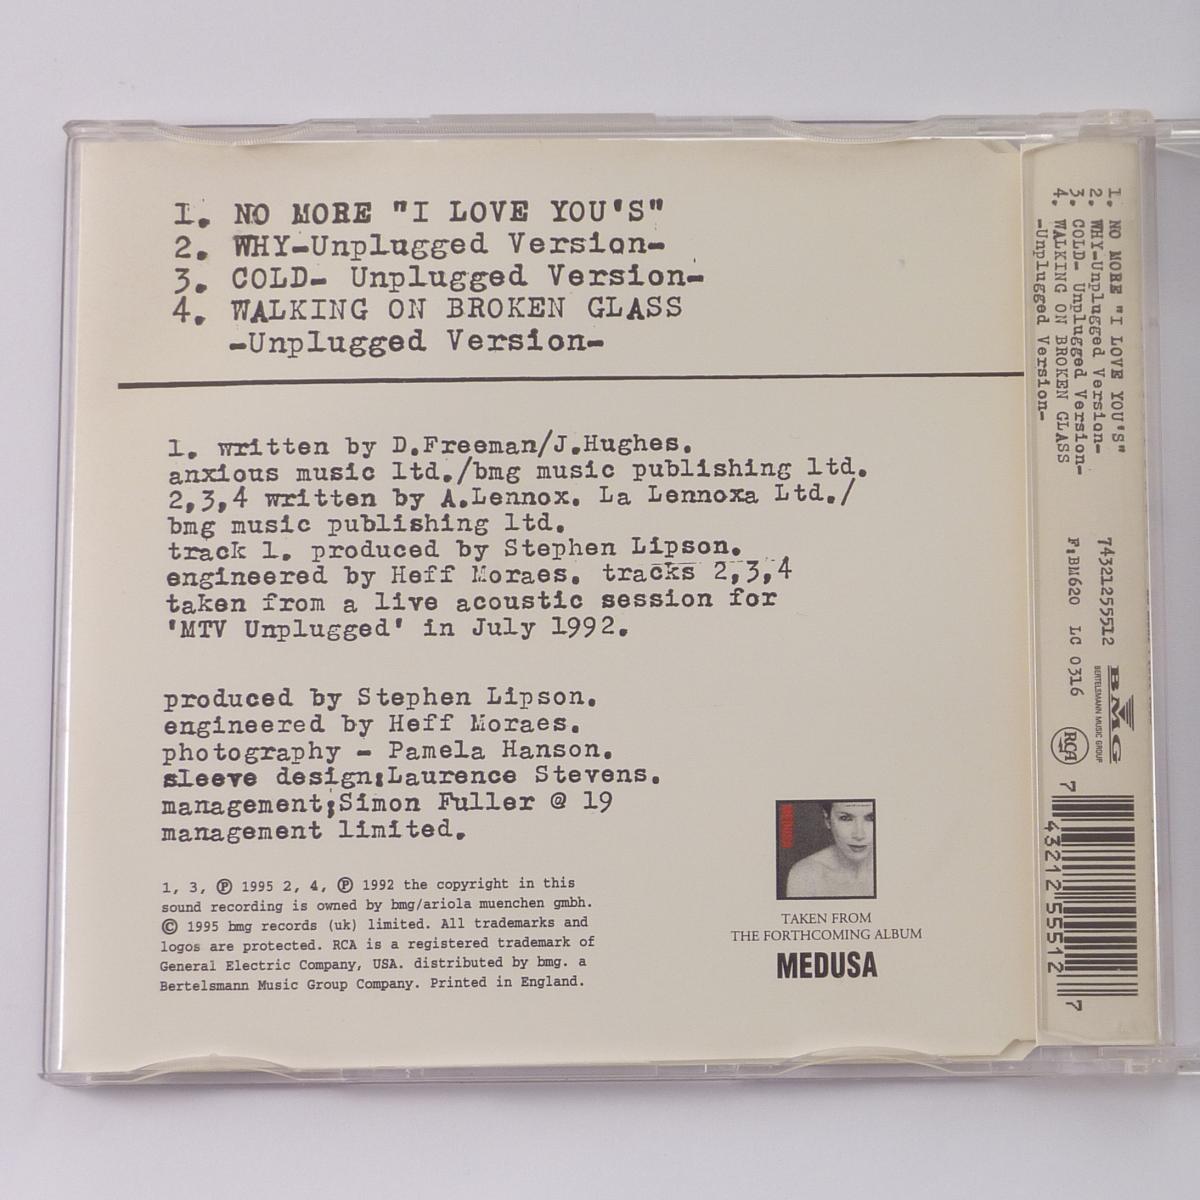 1. NO MORE "I LOVE YOU'S"
2. WHY-Unplugged Version-
3. COLD- Unplugged Version-
4. WALKING ON BROKEN GLASS
-Unplugged Version-
1. written by D.Freeman/J.Hughes.
anxious music ltd./bmg music publishing ltd.
2,3,4 written by A.Lennox. La Lennoxa Ltd./
bmg music publishing ltd.
track 1. produced by Stephen Lipson.
engineered by Heff Moraes. tracks 2,3,4
taken from a live acoustic session for
'MTV Unplugged' in July 1992.
produced by Stephen Lipson.
engineered by Heff Moraes.
photography - Pamela Hanson.
sleeve design:Laurence Stevens.
management;Simon Fuller @ 19
management limited.
1, 3, ℗ 1995 2, 4, ℗ 1992 the copyright in this
sound recording is owned by bmg/ariola muenchen gmbh.
© 1995 bmg records (uk) limited. All trademarks and
logos are protected. RCA is a registered trademark of
General Electric Company, USA. distributed by bmg. a
Bertelsmann Music Group Company. Printed in England.
MEDUSA
TAKEN FROM
THE FORTHCOMING ALBUM
MEDUSA
1. NO MORE "I LOVE YOU'S"
2. WHY-Unplugged Version-
3. COLD- Unplugged Version-
4. WALKING ON BROKEN GLASS
-Unplugged Version-
74321255512
F:BM620 LC 0316
BMG
BERTELSMANN MUSIC GROUP
RCA
7 43212 55512 7